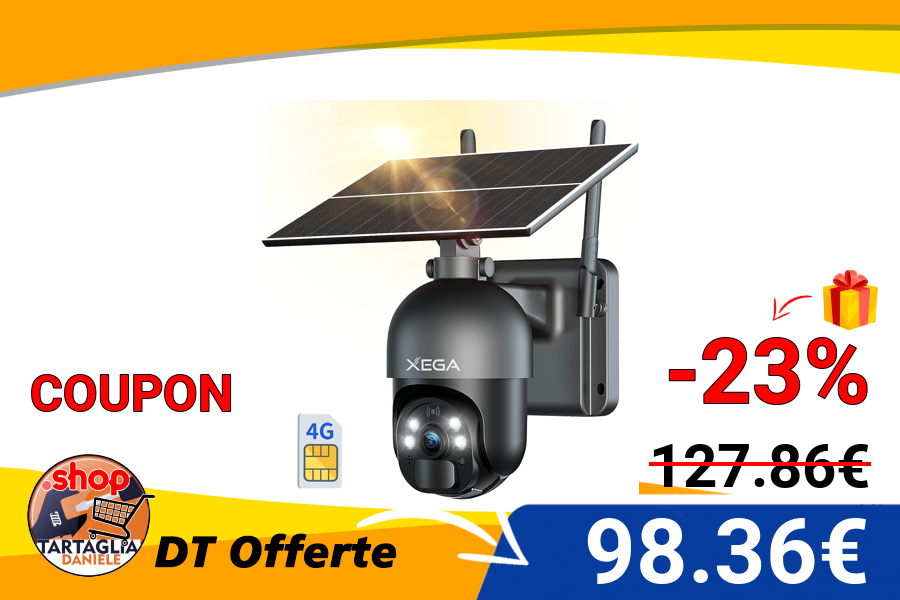 XEGA
-23%
COUPON
4G
127.86€
.shop
TARTAGLIA
DANIELE
DT Offerte
98.36€